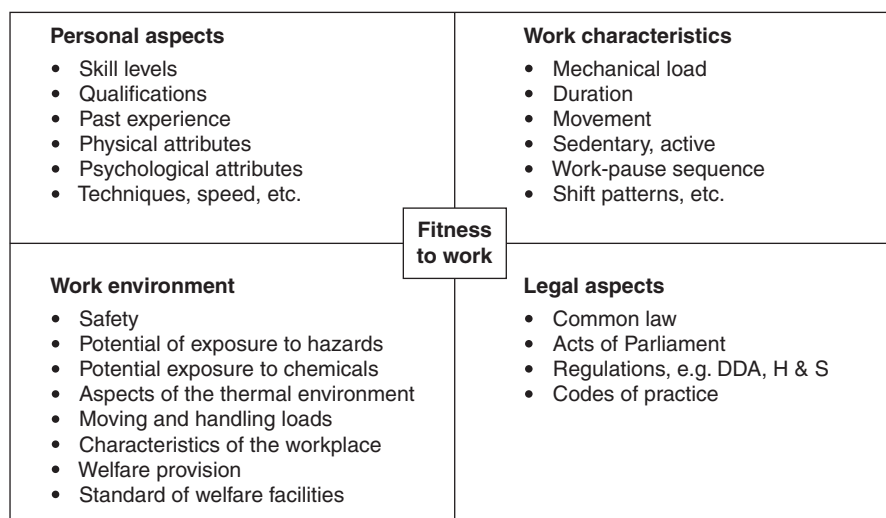 Personal aspects
• Skill levels
• Qualifications
• Past experience
• Physical attributes
• Psychological attributes
• Techniques, speed, etc.
Work characteristics
• Mechanical load
• Duration
• Movement
• Sedentary, active
• Work-pause sequence
• Shift patterns, etc.
Fitness
to work
Work environment
• Safety
• Potential of exposure to hazards
• Potential exposure to chemicals
• Aspects of the thermal environment
• Moving and handling loads
• Characteristics of the workplace
• Welfare provision
• Standard of welfare facilities
Legal aspects
• Common law
• Acts of Parliament
• Regulations, e.g. DDA, H & S
• Codes of practice